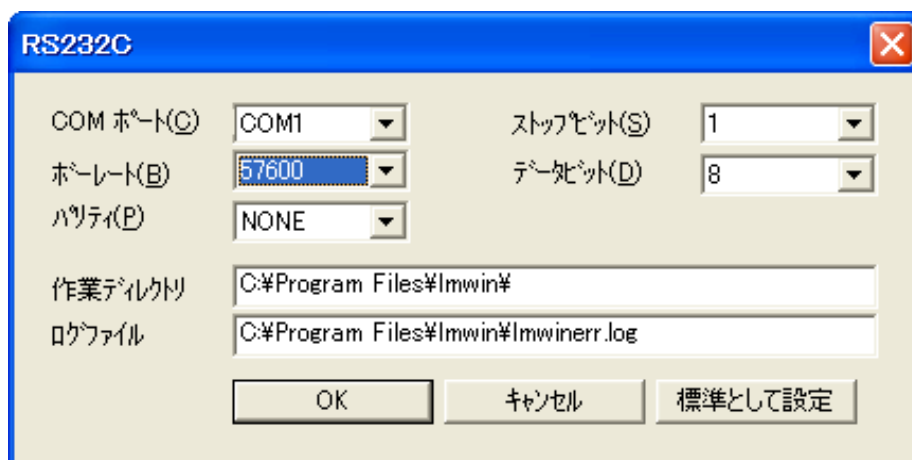 RS232C
COM ﾎﾟｰﾄ(C) COM1 ｽﾄｯﾌﾟﾋﾞｯﾄ(S) 1
ﾎﾞｰﾚｰﾄ(B) 57600 ﾃﾞｰﾀﾋﾞｯﾄ(D) 8
ﾊﾟﾘﾃｨ(P) NONE
作業ﾃﾞｨﾚｸﾄﾘ C:¥Program Files¥lmwin¥
ﾛｸﾞﾌｧｲﾙ C:¥Program Files¥lmwin¥lmwinerr.log
OK ｷｬﾝｾﾙ 標準として設定